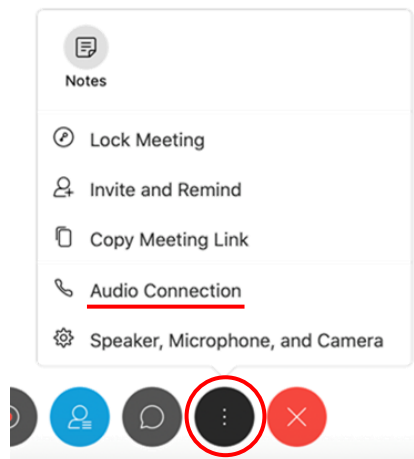 Notes
Lock Meeting
Invite and Remind
Copy Meeting Link
Audio Connection
Speaker, Microphone, and Camera